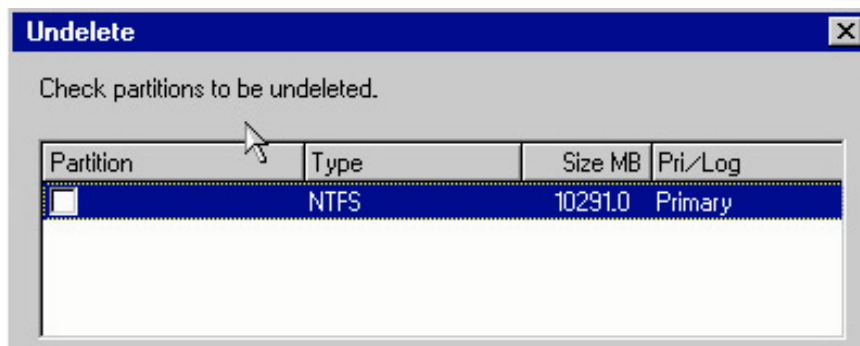 Undelete
Check partitions to be undeleted.
Partition Type Size MB Pri/Log
NTFS 10291.0 Primary